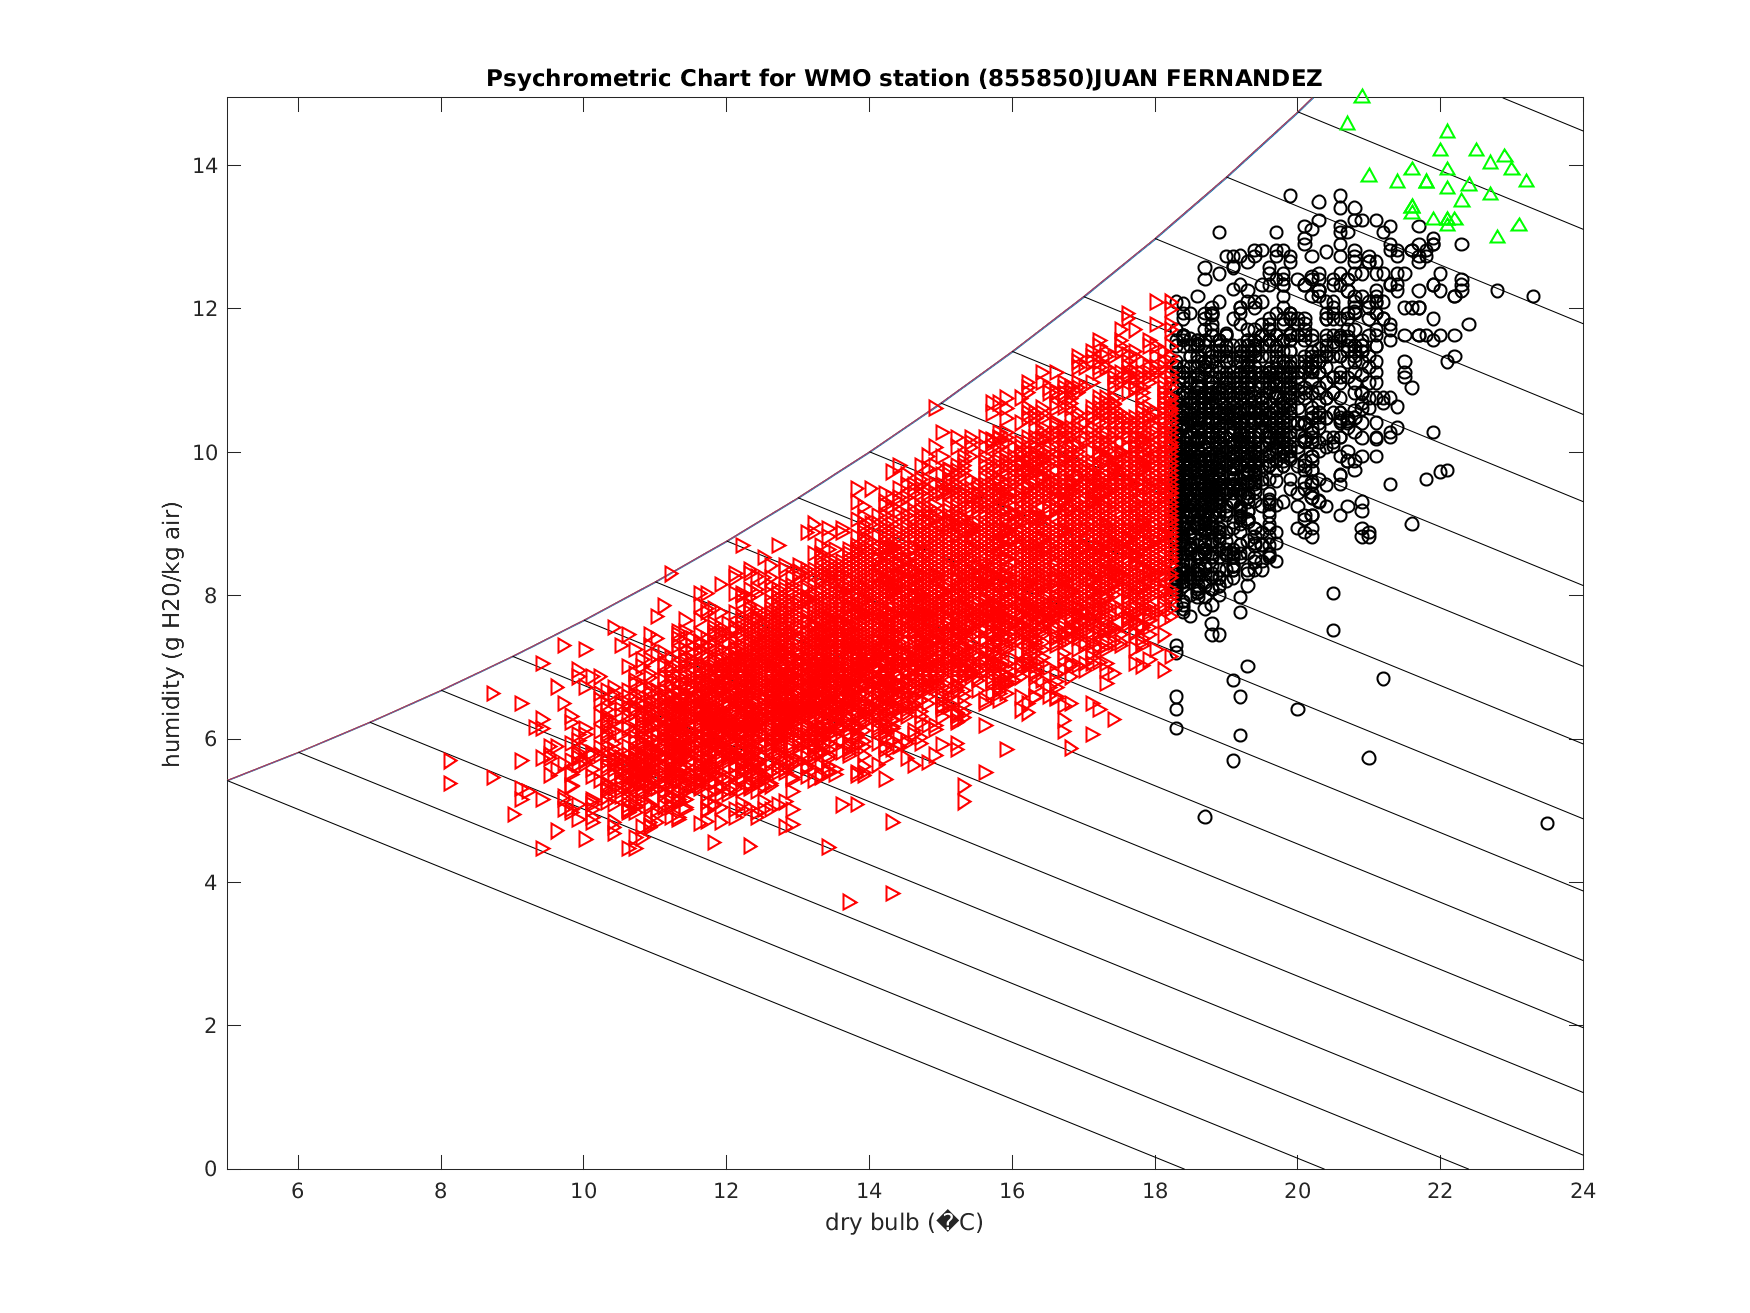 Psychrometric Chart for WMO station (855850)JUAN FERNANDEZ
14
12
10
8
6
4
2
0
humidity (g H20/kg air)
6 8 10 12 14 16 18 20 22 24
dry bulb (�C)